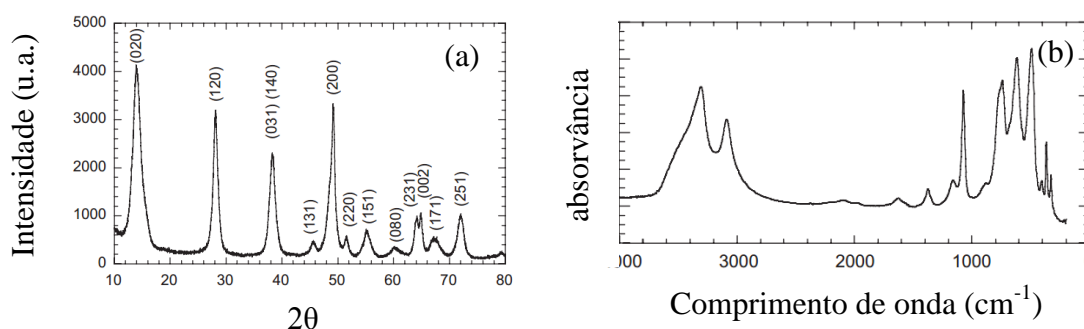 (a)
Intensidade (u.a.)
5000
4000
3000
2000
1000
0
(020)
(120)
(031) (140)
(131)
(200)
(220)
(151)
(080)
(231)
(002)
(171)
(251)
10 20 30 40 50 60 70 80
2θ
(b)
absorvância
3000 2000 1000
Comprimento de onda (cm-1)